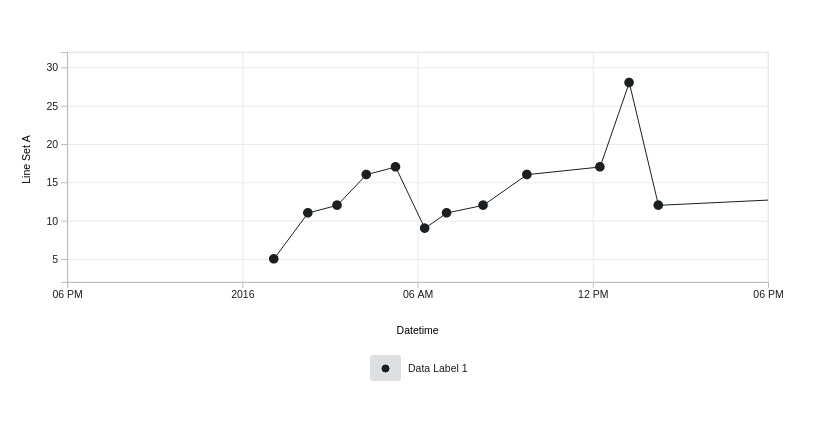 Line Set A
30
25
20
15
10
5
06 PM
2016
06 AM
12 PM
06 PM
Datetime
Data Label 1